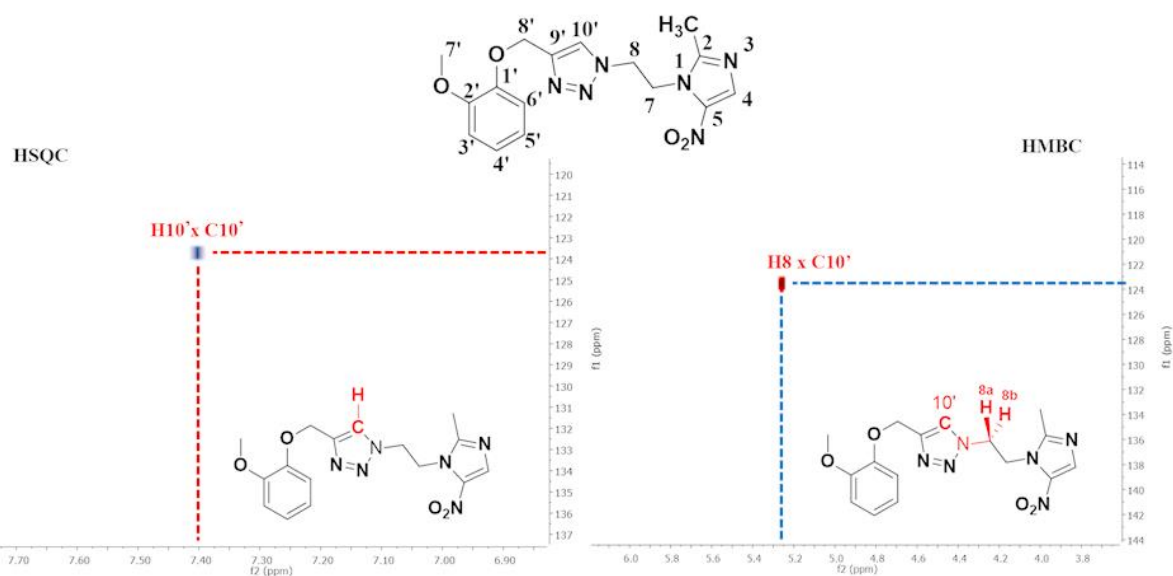 8'
10'
H₃C
7'
9'
2
3
O
N
8
1
N
O
1'
N
N
N
4
2'
6'
7
5
3'
5'
O₂N
4'
HSQC
HMBC
H10’x C10’
H8 x C10’
120
121
122
123
124
125
126
127
128
129
130
131
132
133
134
135
136
137
f1 (ppm)
114
116
118
120
122
124
126
128
130
132
134
136
138
140
142
144
f1 (ppm)
H
C
O
N
N
N
N
N
O
O₂N
10'
8a
8b
H
H
C
O
N
N
N
N
N
O
O₂N
7.70
7.60
7.50
7.40
7.30
7.20
7.10
7.00
6.90
f2 (ppm)
6.0
5.8
5.6
5.4
5.2
5.0
4.8
4.6
4.4
4.2
4.0
3.8
f2 (ppm)